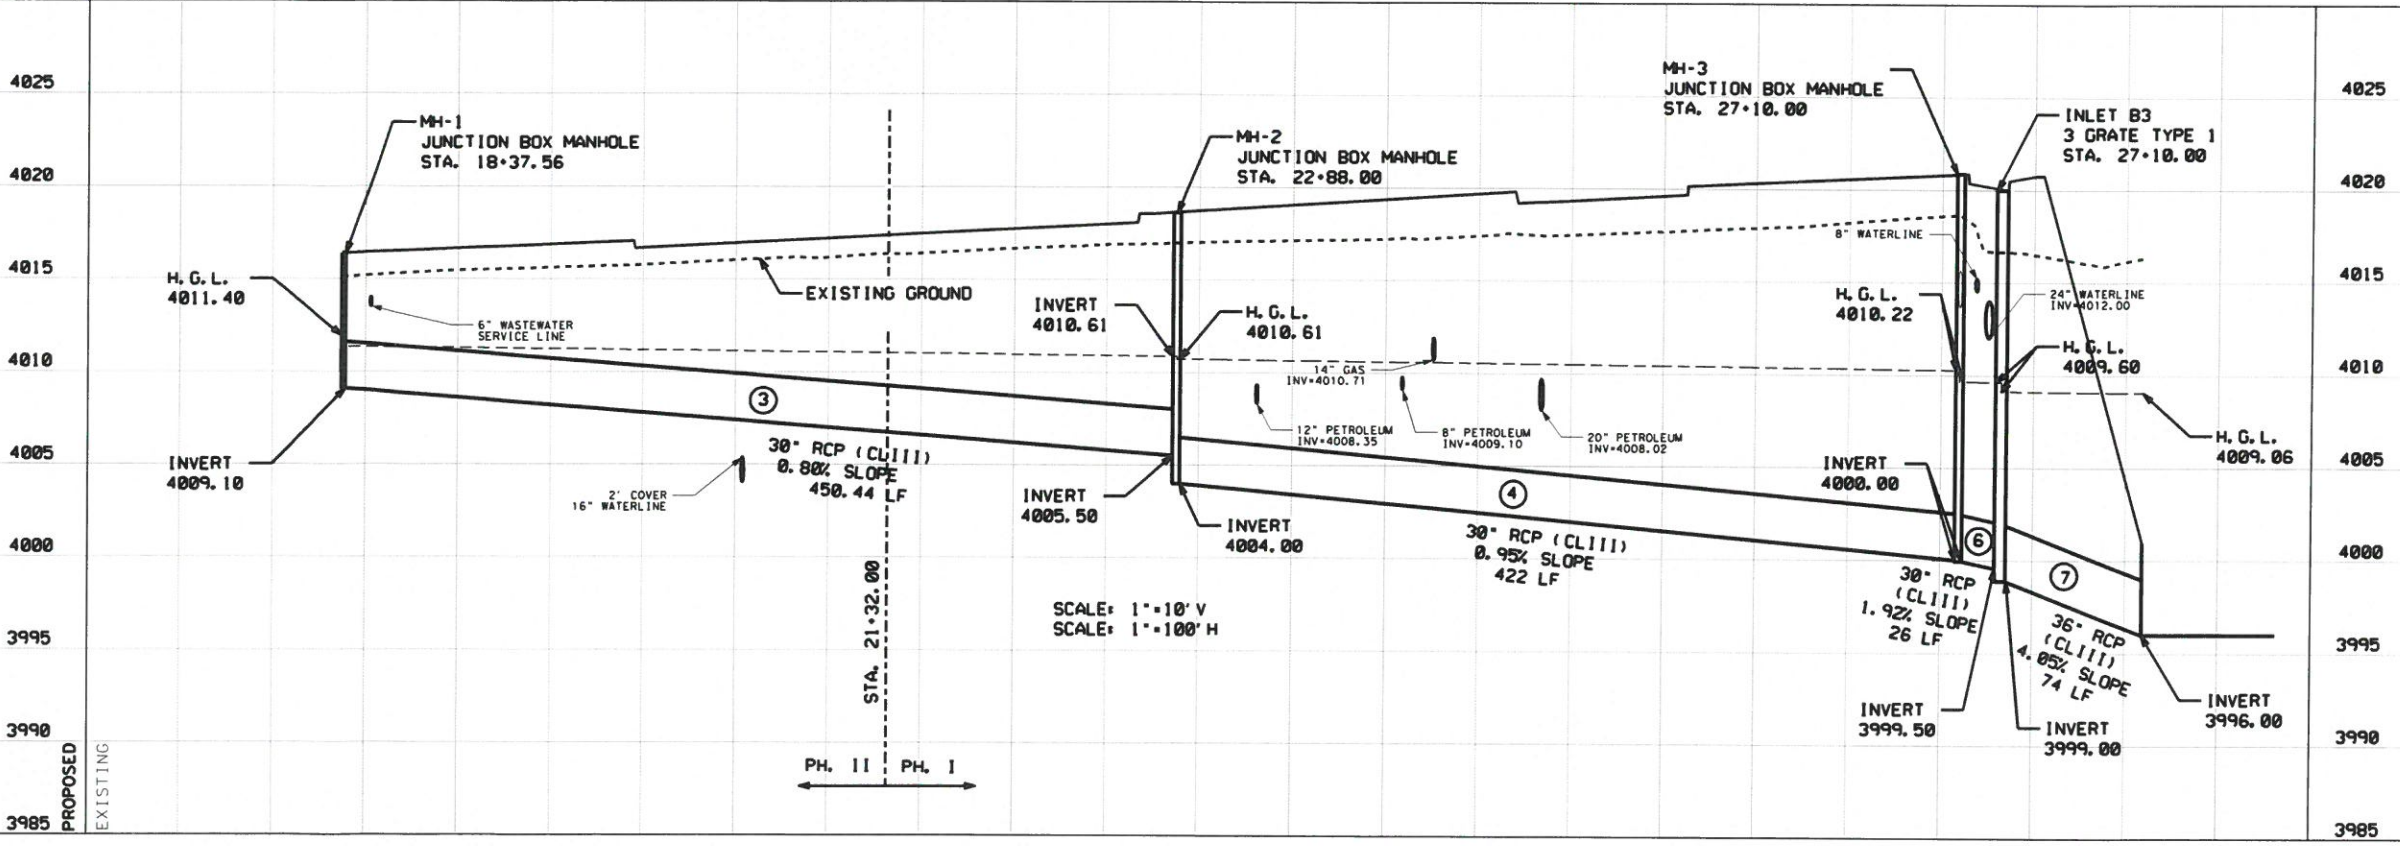 4025
4020
4015
4010
4005
4000
3995
3990
3985
PROPOSED
EXISTING
MH-1
JUNCTION BOX MANHOLE
STA. 18+37.56
H.G.L.
4011.40
6" WASTEWATER
SERVICE LINE
EXISTING GROUND
INVERT
4009.10
3
30" RCP (CLIII)
0.80% SLOPE
450.44 LF
2' COVER
16" WATERLINE
STA. 21+32.00
PH. II
PH. I
MH-2
JUNCTION BOX MANHOLE
STA. 22+88.00
INVERT
4010.61
H.G.L.
4010.61
INVERT
4005.50
INVERT
4004.00
SCALE: 1"=10' V
SCALE: 1"=100' H
14" GAS
INV=4010.71
12" PETROLEUM
INV=4008.35
8" PETROLEUM
INV=4009.10
20" PETROLEUM
INV=4008.02
4
30" RCP (CLIII)
0.95% SLOPE
422 LF
MH-3
JUNCTION BOX MANHOLE
STA. 27+10.00
INLET B3
3 GRATE TYPE 1
STA. 27+10.00
8" WATERLINE
H.G.L.
4010.22
24" WATERLINE
INV=4012.00
H.G.L.
4009.60
H.G.L.
4009.06
INVERT
4000.00
6
30" RCP
(CLIII)
1.92% SLOPE
26 LF
7
36" RCP
(CLIII)
4.05% SLOPE
74 LF
INVERT
3999.50
INVERT
3999.00
INVERT
3996.00
4025
4020
4015
4010
4005
4000
3995
3990
3985